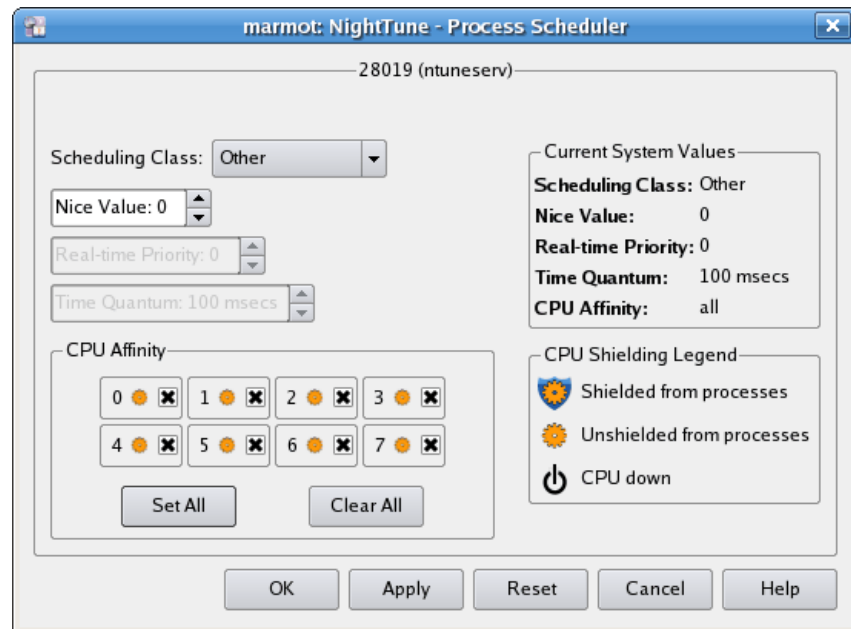 marmot: NightTune - Process Scheduler
28019 (ntuneserv)
Scheduling Class: Other
Nice Value: 0
Real-time Priority: 0
Time Quantum: 100 msecs
Current System Values
Scheduling Class: Other
Nice Value: 0
Real-time Priority: 0
Time Quantum: 100 msecs
CPU Affinity: all
CPU Affinity
0 1 2 3
4 5 6 7
Set All Clear All
CPU Shielding Legend
Shielded from processes
Unshielded from processes
CPU down
OK Apply Reset Cancel Help